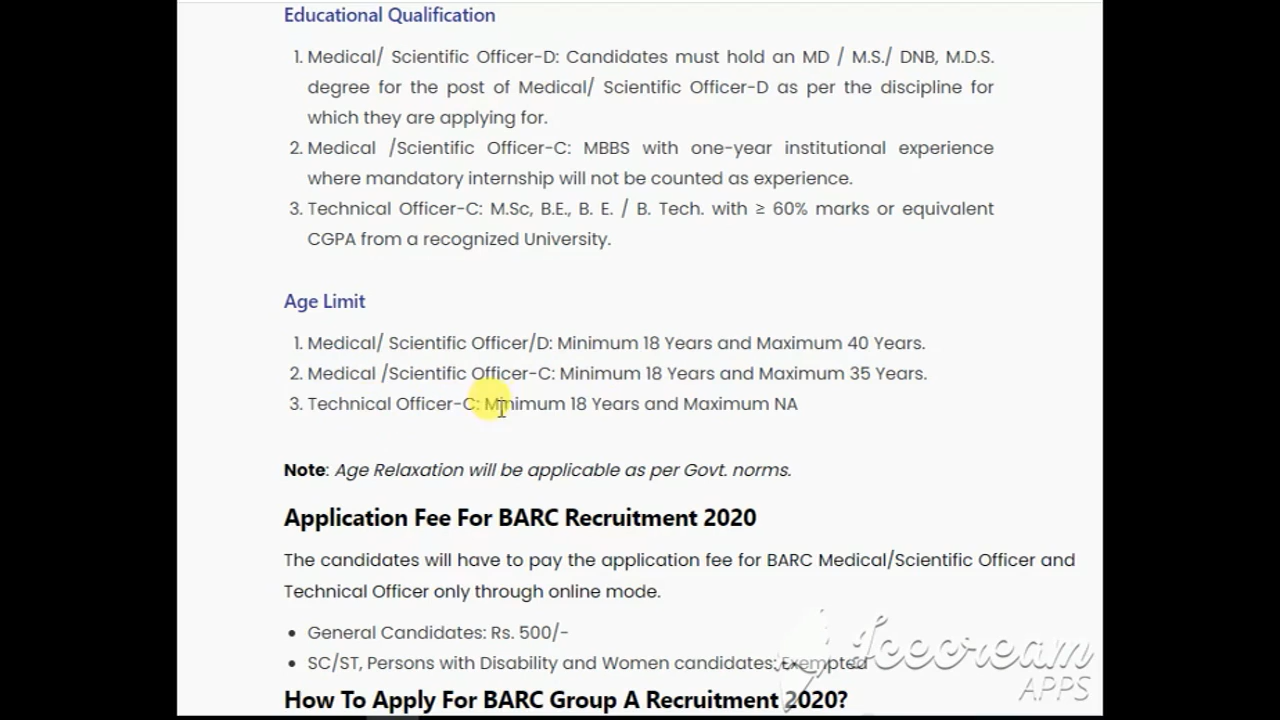 Educational Qualification
1. Medical/ Scientific Officer-D: Candidates must hold an MD / M.S./ DNB, M.D.S.
degree for the post of Medical/ Scientific Officer-D as per the discipline for
which they are applying for.
2. Medical /Scientific Officer-C: MBBS with one-year institutional experience
where mandatory internship will not be counted as experience.
3. Technical Officer-C: M.Sc, B.E., B. E. / B. Tech. with ≥ 60% marks or equivalent
CGPA from a recognized University.
Age Limit
1. Medical/ Scientific Officer/D: Minimum 18 Years and Maximum 40 Years.
2. Medical /Scientific Officer-C: Minimum 18 Years and Maximum 35 Years.
3. Technical Officer-C: Minimum 18 Years and Maximum NA
Note: Age Relaxation will be applicable as per Govt. norms.
Application Fee For BARC Recruitment 2020
The candidates will have to pay the application fee for BARC Medical/Scientific Officer and
Technical Officer only through online mode.
• General Candidates: Rs. 500/-
• SC/ST, Persons with Disability and Women candidates: Exempted
Icecream
APPS
How To Apply For BARC Group A Recruitment 2020?